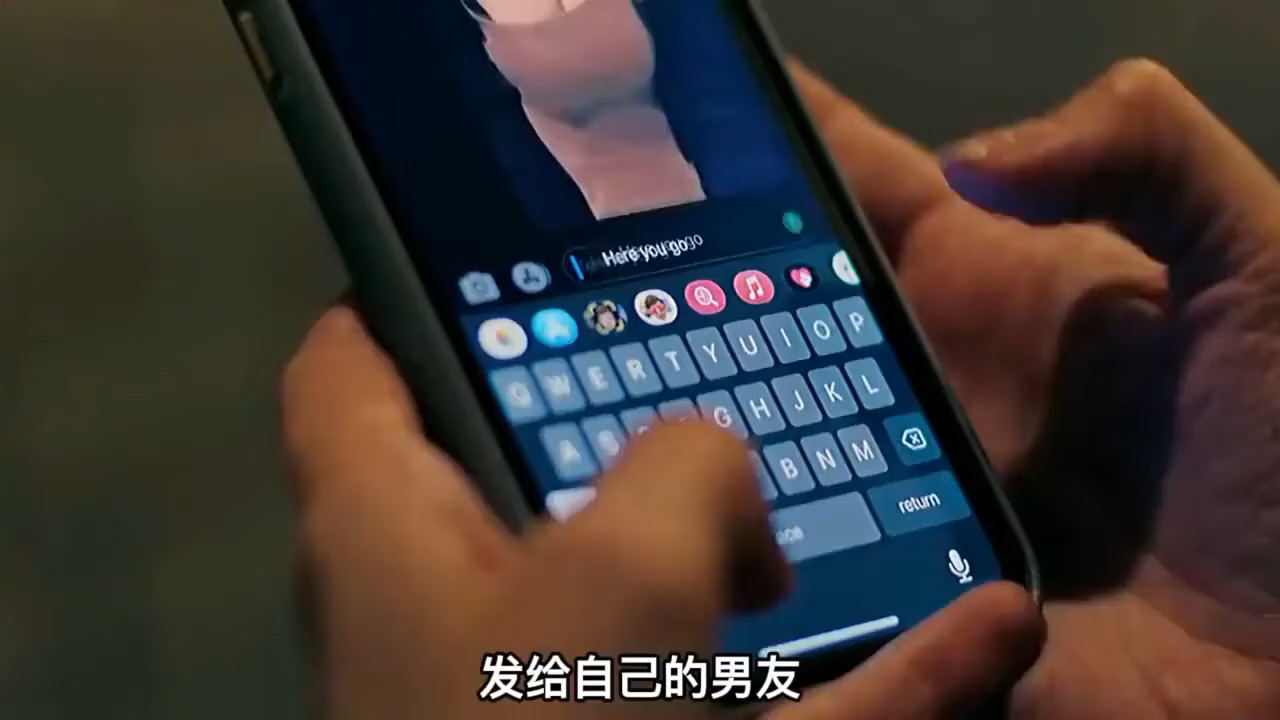 Here you go
Q W E R T Y U I O P
A S G H J K L
B N M
return
发给自己的男友